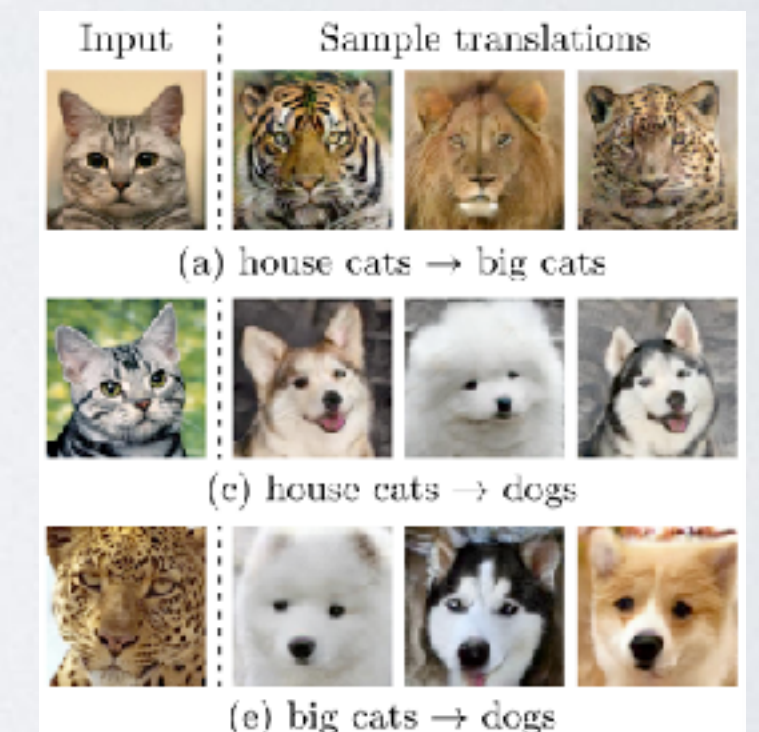 Input Sample translations
(a) house cats → big cats
(c) house cats → dogs
(e) big cats → dogs